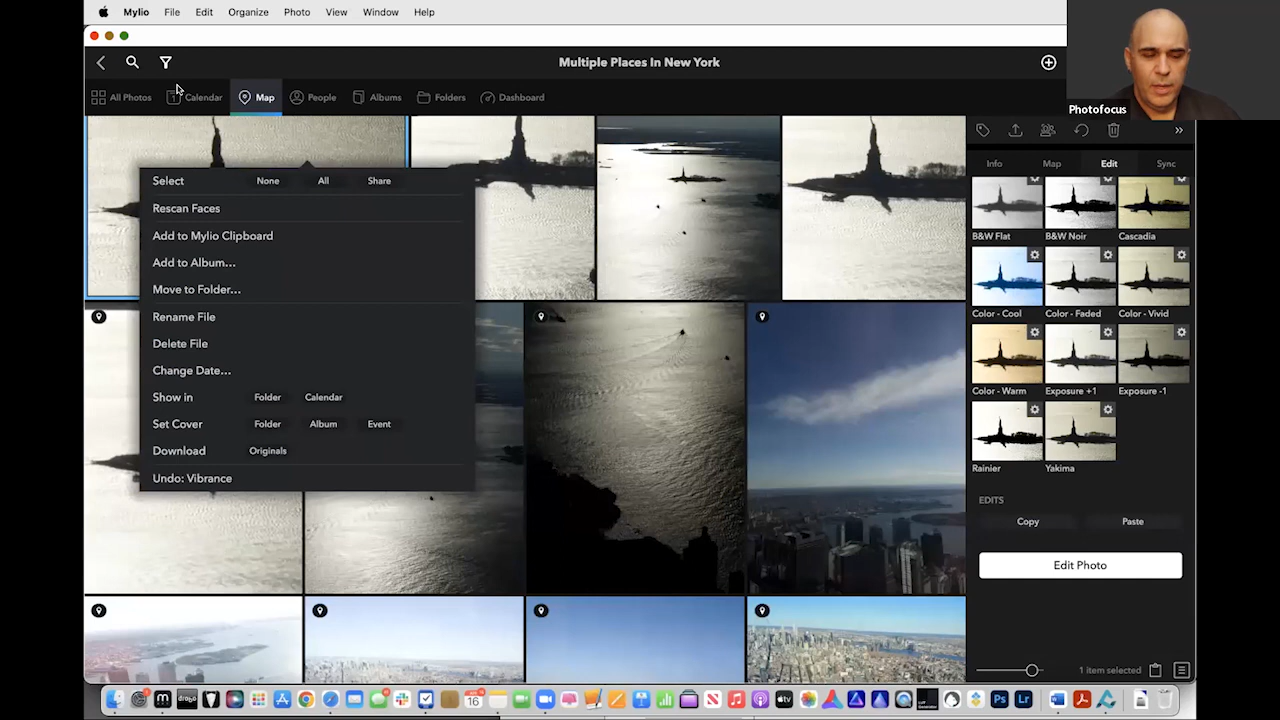 Mylio File Edit Organize Photo View Window Help
Multiple Places In New York
Photofocus
All Photos Calendar Map People Albums Folders Dashboard
Info Map Edit Sync
Select None All Share
Rescan Faces
Add to Mylio Clipboard
Add to Album...
Move to Folder...
Rename File
Delete File
Change Date...
Show in Folder Calendar
Set Cover Folder Album Event
Download Originals
Undo: Vibrance
B&W Flat B&W Noir Cascadia
Color - Cool Color - Faded Color - Vivid
Color - Warm Exposure +1 Exposure -1
Rainier Yakima
EDITS
Copy Paste
Edit Photo
1 item selected
16
Ps Lr